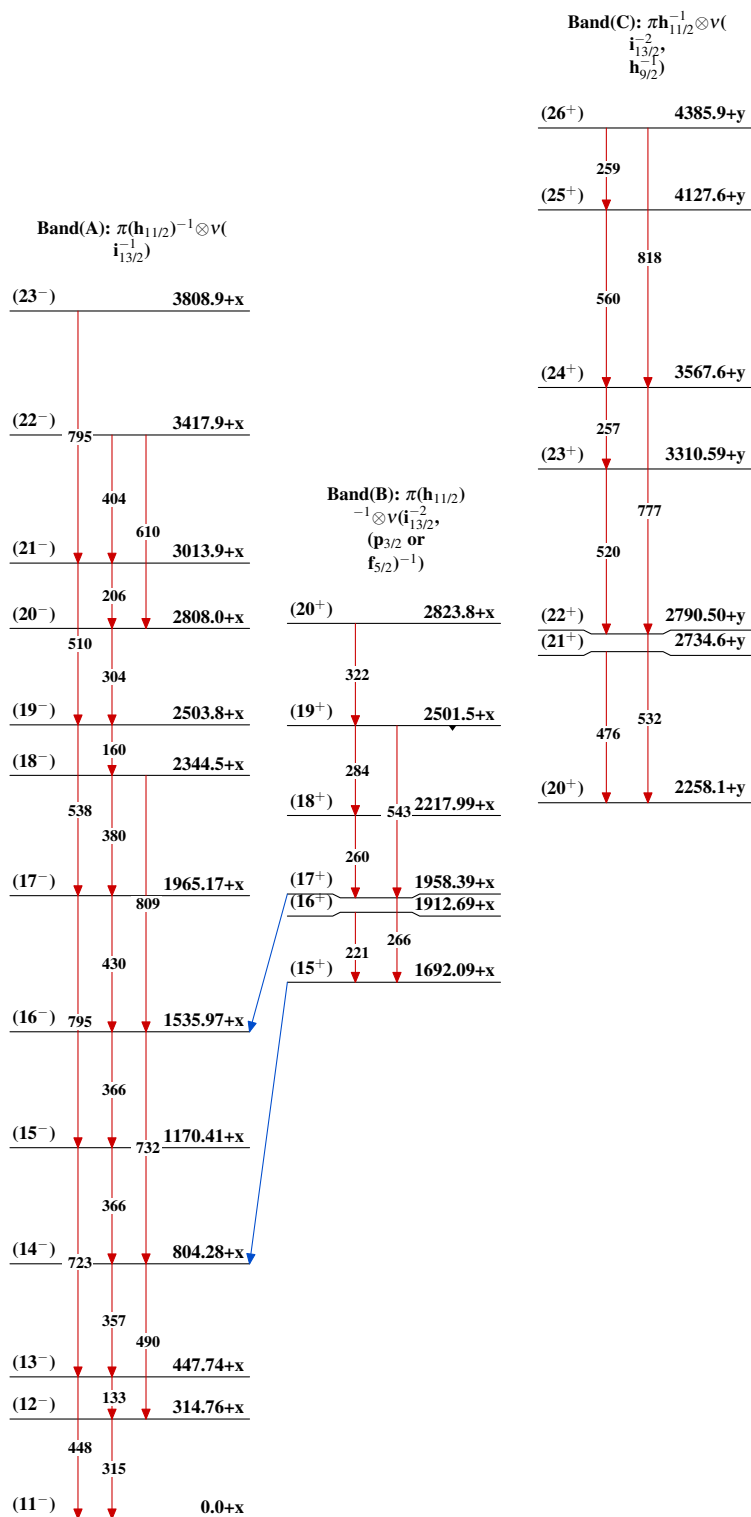 Band(A): π(h11/2)−1⊗ν(
i−1 13/2)
(23−) 3808.9+x
795
(22−) 3417.9+x
404
610
(21−) 3013.9+x
206
(20−) 2808.0+x
510
304
(19−) 2503.8+x
160
(18−) 2344.5+x
538
380
(17−) 1965.17+x
809
430
(16−) 795 1535.97+x
366
(15−) 1170.41+x
732
366
(14−) 723 804.28+x
357
490
(13−) 447.74+x
133
(12−) 314.76+x
448
315
(11−) 0.0+x
Band(B): π(h11/2)
−1⊗ν(i−2 13/2,
(p3/2 or
f5/2)−1)
(20+) 2823.8+x
322
(19+) 2501.5+x
284
(18+) 543 2217.99+x
260
(17+) 1958.39+x
(16+) 1912.69+x
266
221
(15+) 1692.09+x
Band(C): πh−1 11/2⊗ν(
i−2 13/2,
h−1 9/2)
(26+) 4385.9+y
259
(25+) 4127.6+y
818
560
(24+) 3567.6+y
257
(23+) 3310.59+y
777
520
(22+) 2790.50+y
(21+) 2734.6+y
532
476
(20+) 2258.1+y